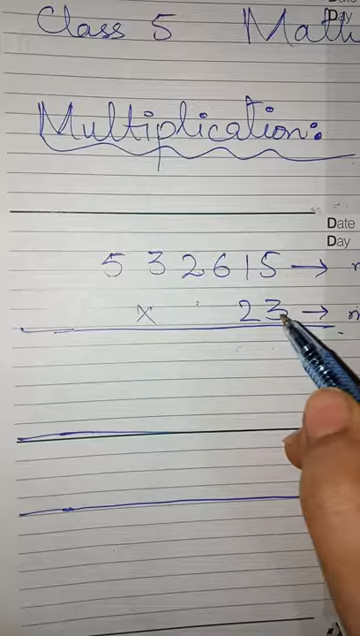 Date
Day
Class 5 Math
Multiplication:
Date
Day
532615 →
× 23 →